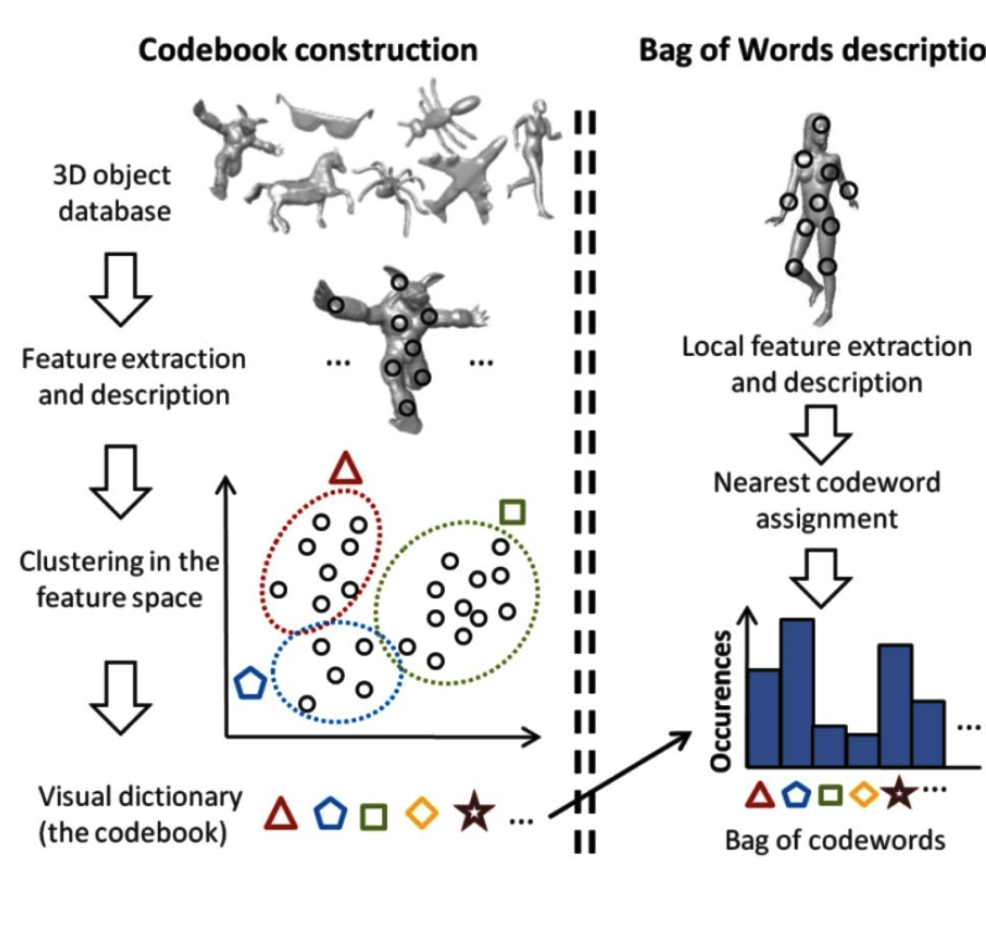 Codebook construction
3D object
database
Feature extraction
and description
...
...
Clustering in the
feature space
Visual dictionary
(the codebook)
...
Bag of Words descriptio
Local feature extraction
and description
Nearest codeword
assignment
Occurences
...
...
Bag of codewords